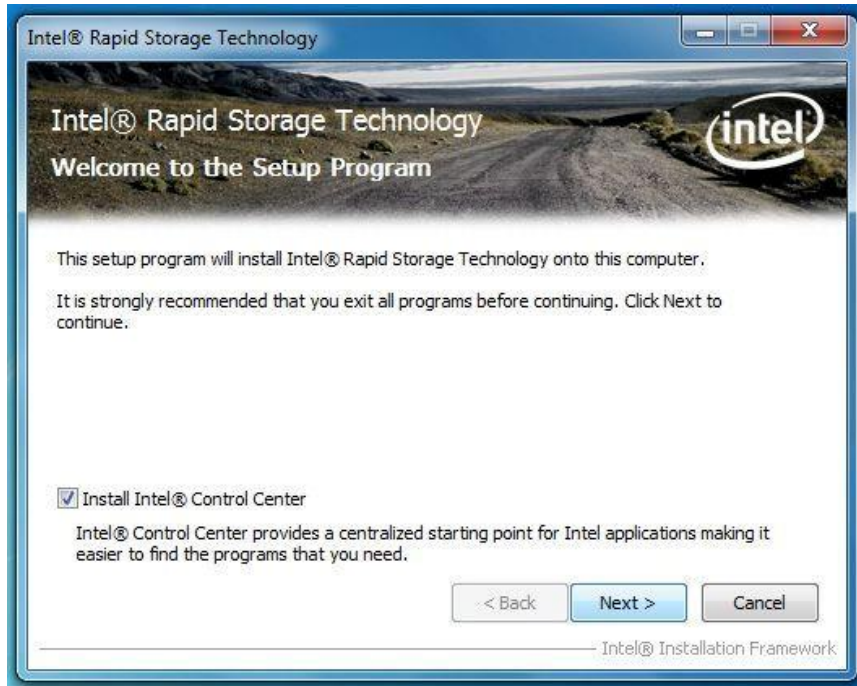 Intel® Rapid Storage Technology
Intel® Rapid Storage Technology
intel
Welcome to the Setup Program
This setup program will install Intel® Rapid Storage Technology onto this computer.
It is strongly recommended that you exit all programs before continuing. Click Next to
continue.
Install Intel® Control Center
Intel® Control Center provides a centralized starting point for Intel applications making it
easier to find the programs that you need.
< Back Next > Cancel
Intel® Installation Framework